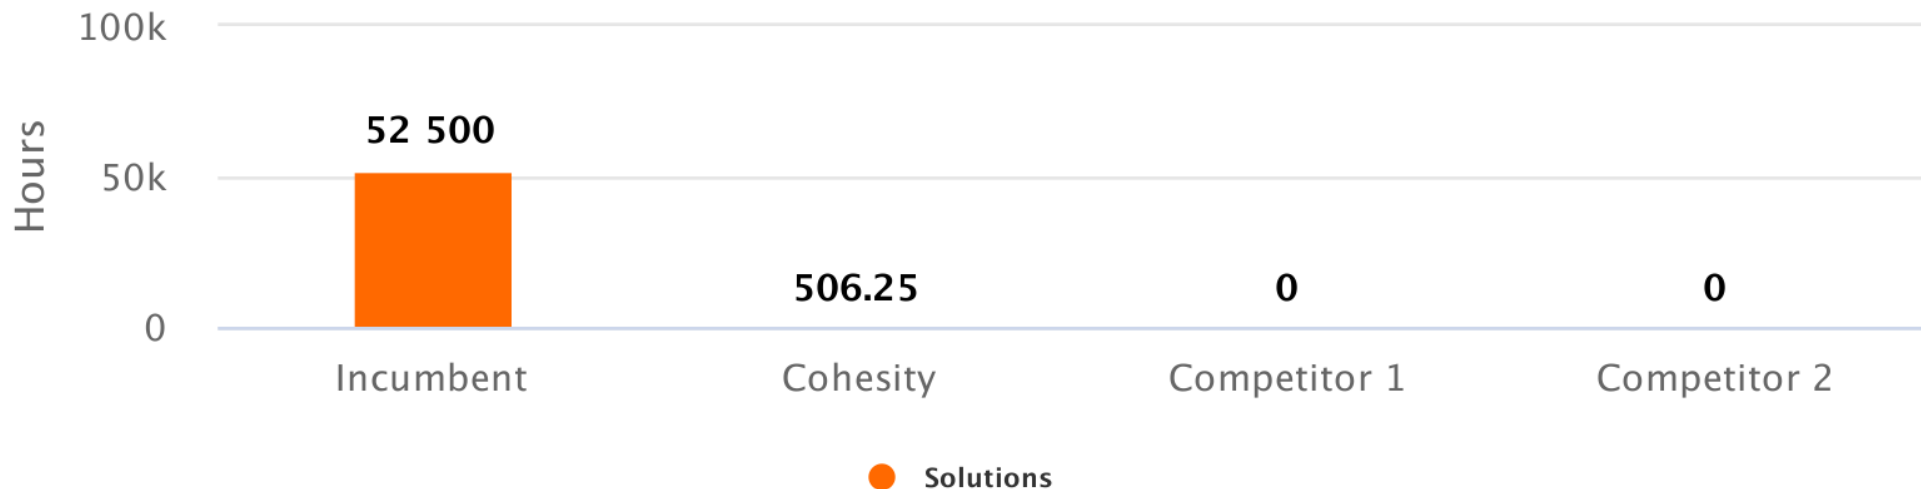 100k
50k
0
Hours
52 500
506.25
0
0
Incumbent
Cohesity
Competitor 1
Competitor 2
Solutions